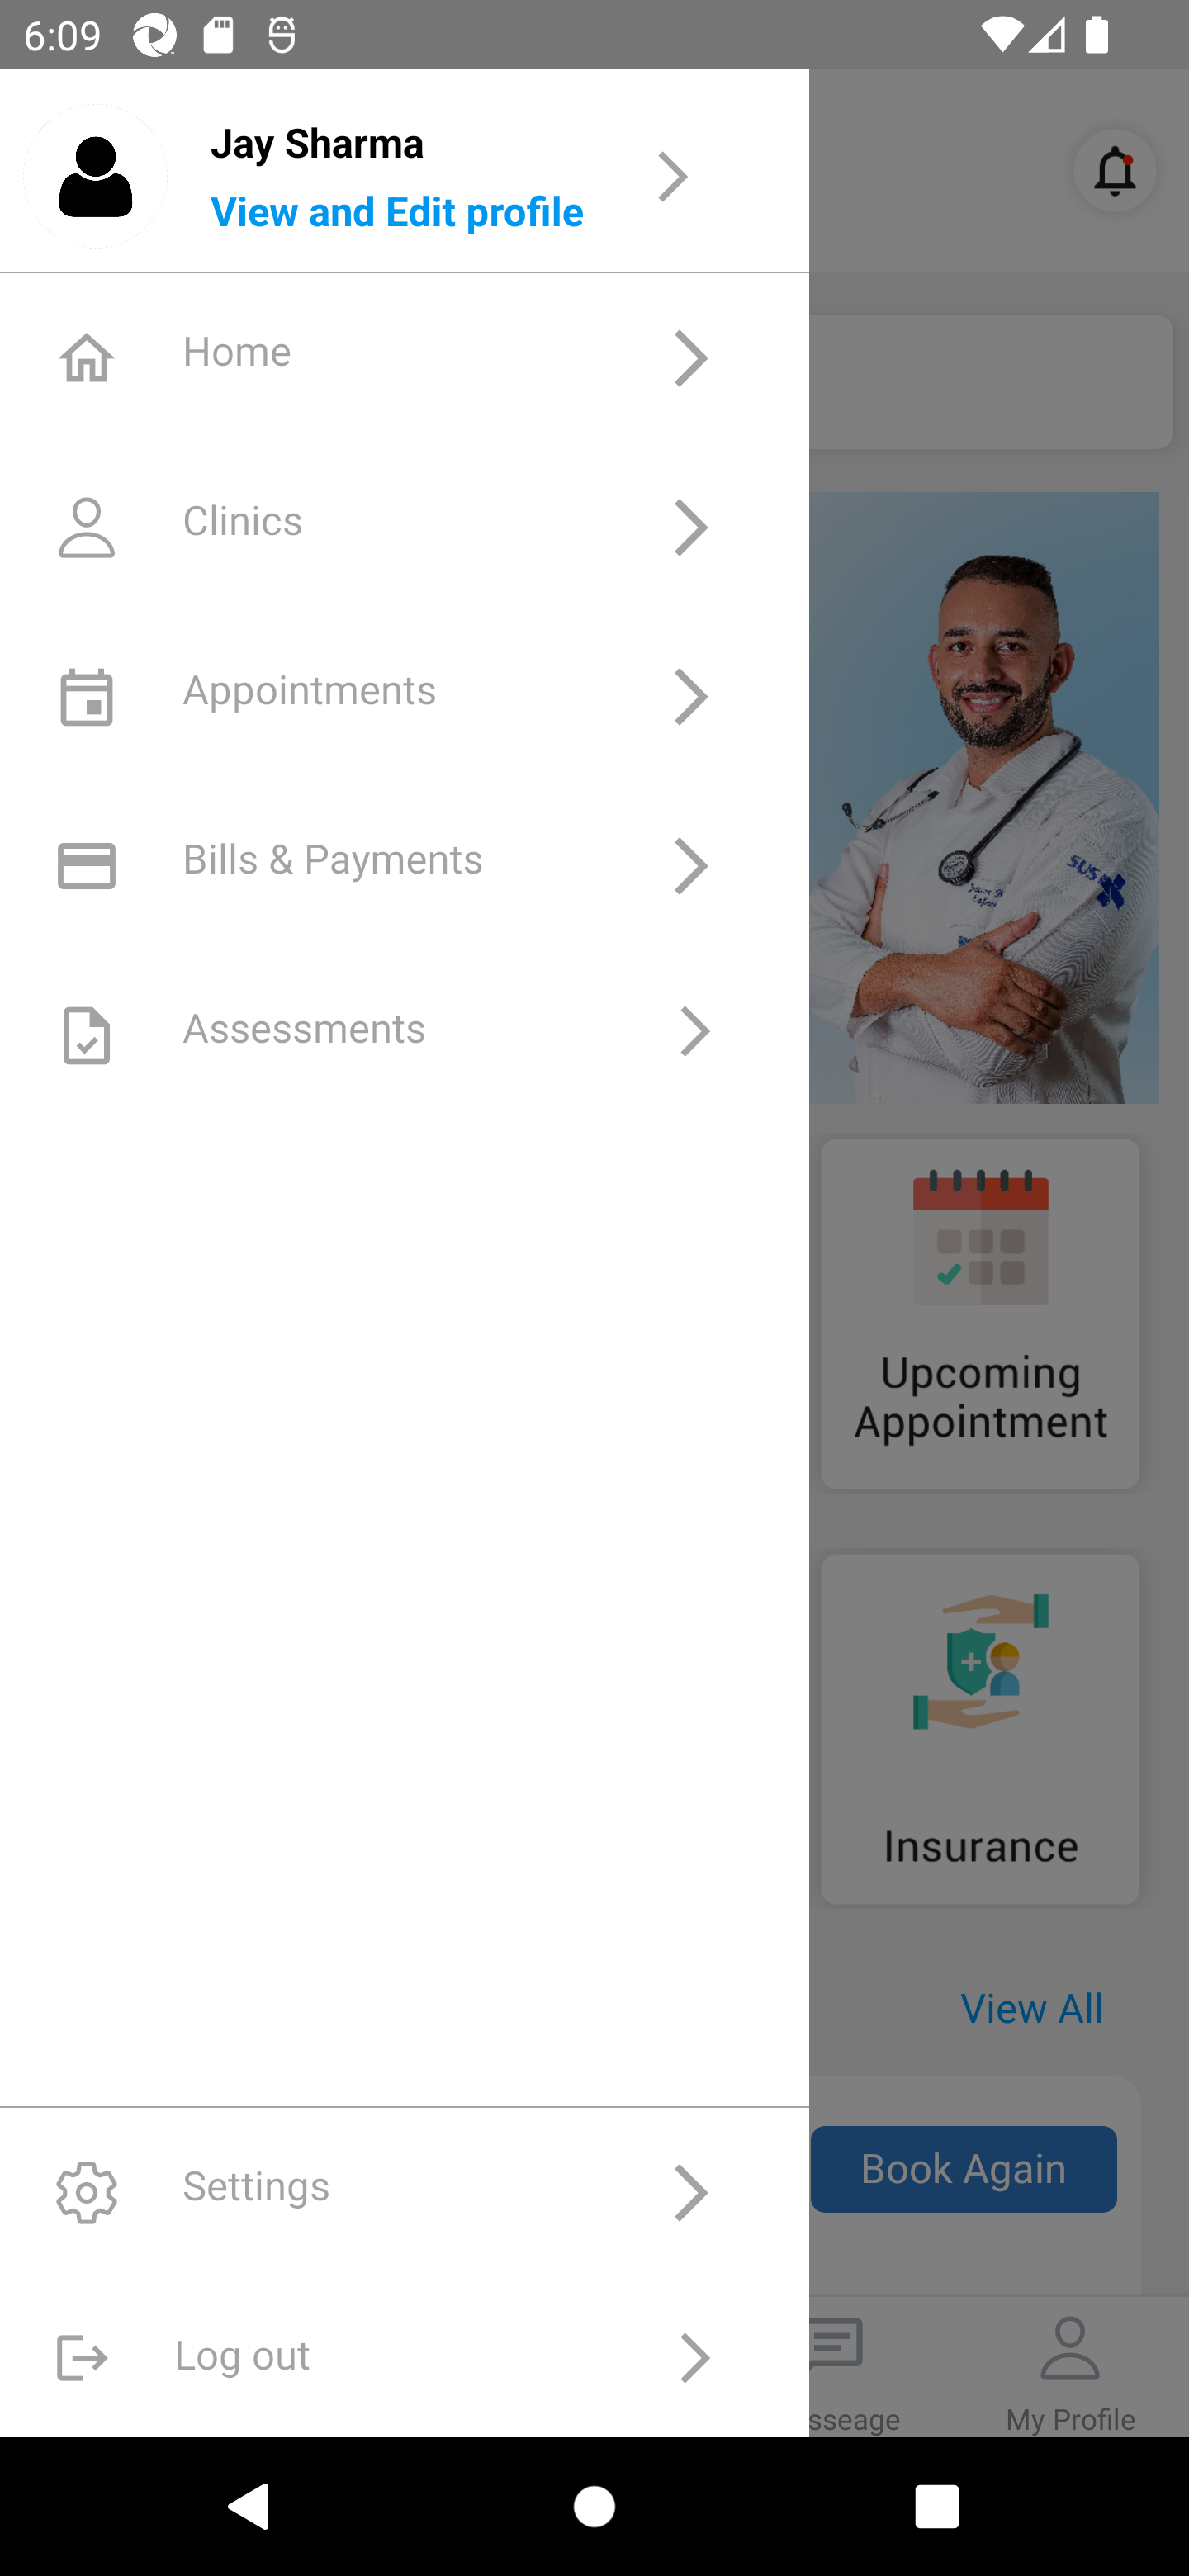 6:09
Jay Sharma
View and Edit profile
Home
Clinics
Appointments
Bills & Payments
Assessments
SUS
Upcoming
Appointment
Insurance
View All
Book Again
Settings
Log out
sseage
My Profile